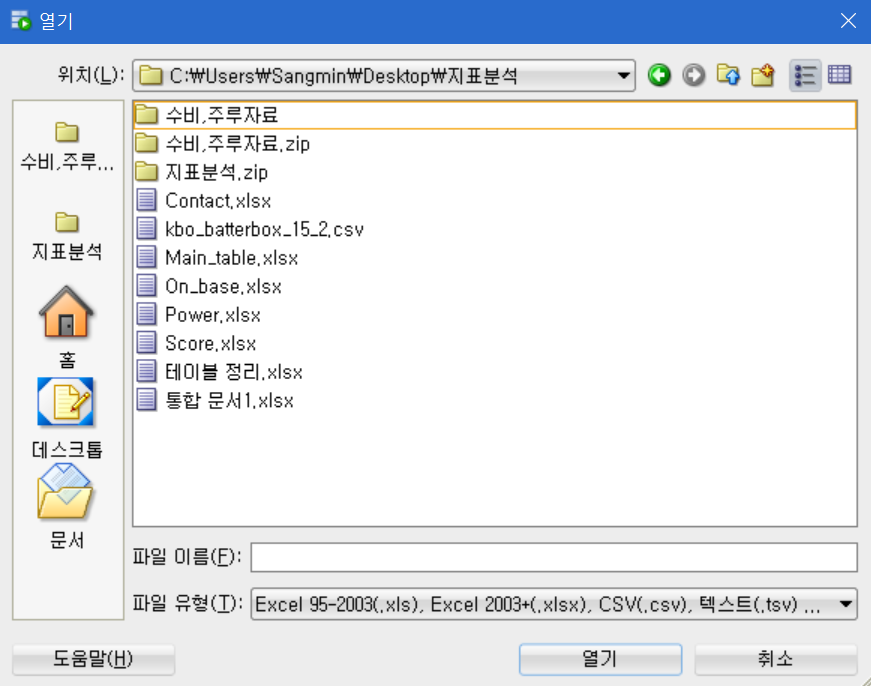 열기
위치(L):
C:₩Users₩Sangmin₩Desktop₩지표분석
수비,주루...
지표분석
홈
데스크톱
문서
수비,주루자료
수비,주루자료.zip
지표분석.zip
Contact.xlsx
kbo_batterbox_15_2.csv
Main_table.xlsx
On_base.xlsx
Power.xlsx
Score.xlsx
테이블 정리.xlsx
통합 문서1.xlsx
파일 이름(F):
파일 유형(T): Excel 95-2003(.xls), Excel 2003+(.xlsx), CSV(.csv), 텍스트(.tsv) ...
도움말(H) 열기 취소